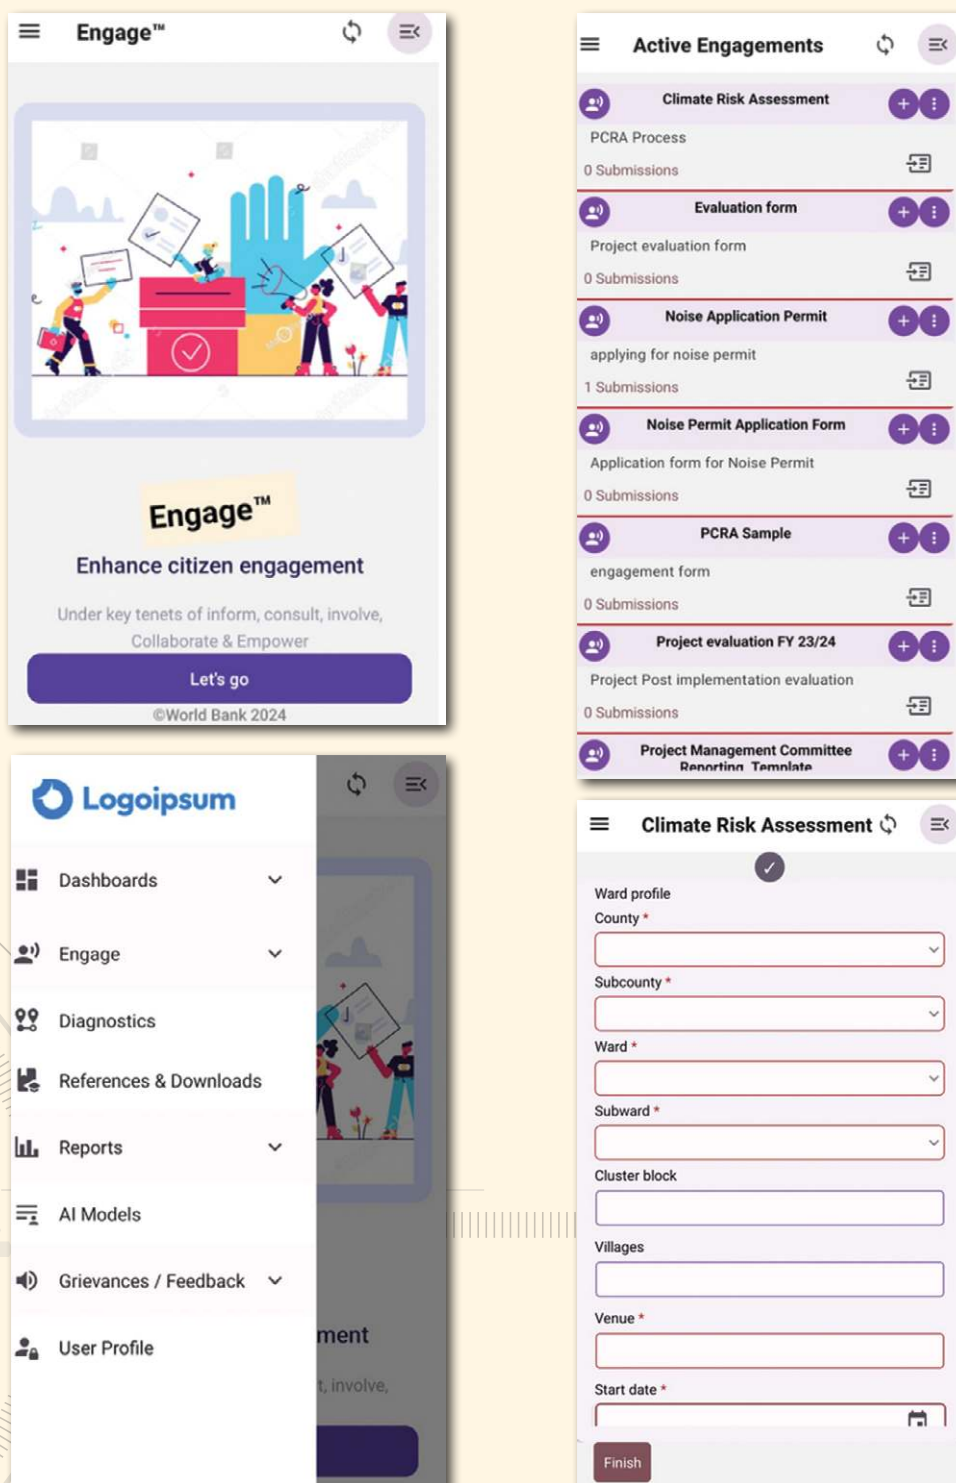 Engage™
Engage™
Enhance citizen engagement
Under key tenets of inform, consult, involve,
Collaborate & Empower
Let's go
©World Bank 2024
Active Engagements
Climate Risk Assessment
PCRA Process
0 Submissions
Evaluation form
Project evaluation form
0 Submissions
Noise Application Permit
applying for noise permit
1 Submissions
Noise Permit Application Form
Application form for Noise Permit
0 Submissions
PCRA Sample
engagement form
0 Submissions
Project evaluation FY 23/24
Project Post implementation evaluation
0 Submissions
Project Management Committee
Reporting Template
Logoipsum
Dashboards
Engage
Diagnostics
References & Downloads
Reports
AI Models
Grievances / Feedback
User Profile
ment
t, involve,
Climate Risk Assessment
Ward profile
County *
Subcounty *
Ward *
Subward *
Cluster block
Villages
Venue *
Start date *
Finish